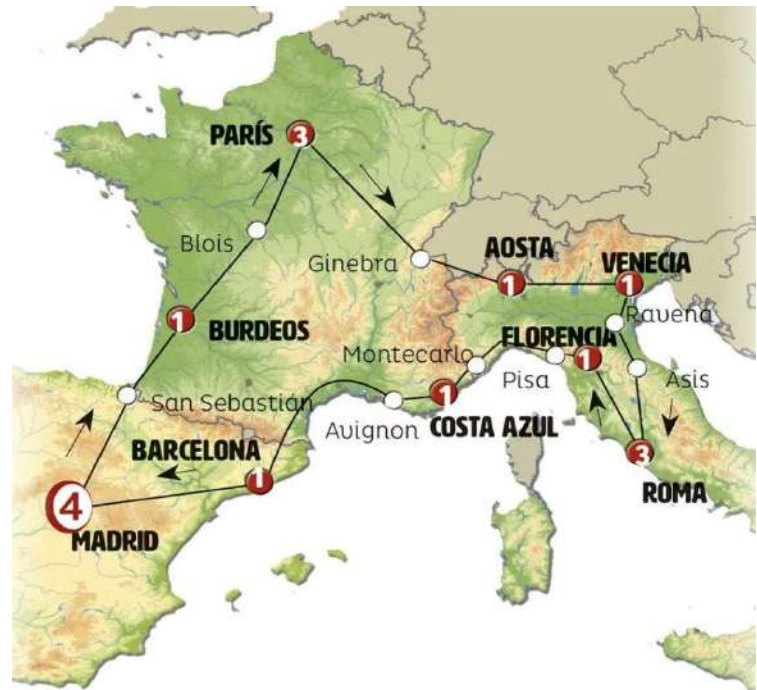 PARÍS
3
Blois
Ginebra
AOSTA
1
VENECIA
1
Ravena
1
BURDEOS
FLORENCIA
1
Montecarlo
Pisa
Asis
San Sebastián
Avignon
1
COSTA AZUL
BARCELONA
1
3
ROMA
4
MADRID